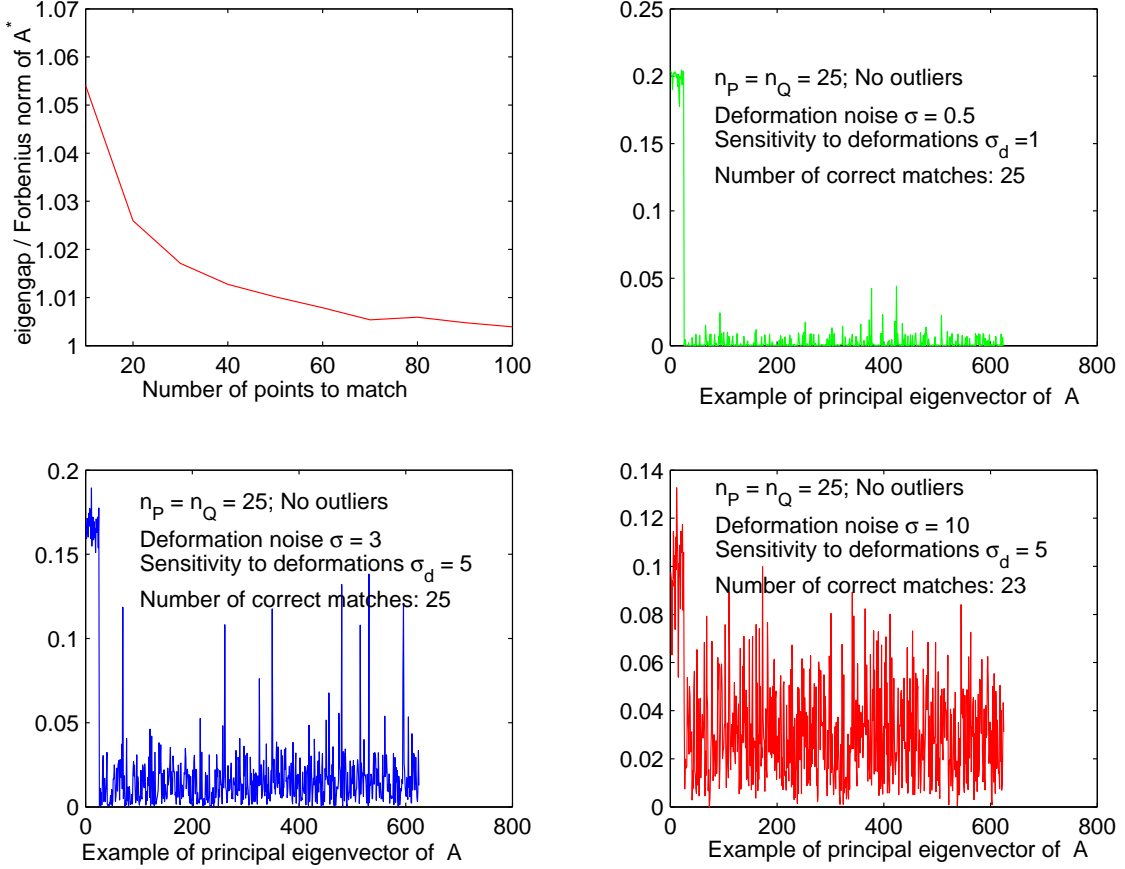 1.07
1.06
1.05
1.04
1.03
1.02
1.01
1
20
40
60
80
100
Number of points to match
eigengap / Forbenius norm of A*
0.25
0.2
0.15
0.1
0.05
0
0
200
400
600
800
n_P = n_Q = 25; No outliers
Deformation noise σ = 0.5
Sensitivity to deformations σ_d =1
Number of correct matches: 25
Example of principal eigenvector of A
0.2
0.15
0.1
0.05
0
0
200
400
600
800
n_P = n_Q = 25; No outliers
Deformation noise σ = 3
Sensitivity to deformations σ_d = 5
Number of correct matches: 25
Example of principal eigenvector of A
0.14
0.12
0.1
0.08
0.06
0.04
0.02
0
0
200
400
600
800
n_P = n_Q = 25; No outliers
Deformation noise σ = 10
Sensitivity to deformations σ_d = 5
Number of correct matches: 23
Example of principal eigenvector of A